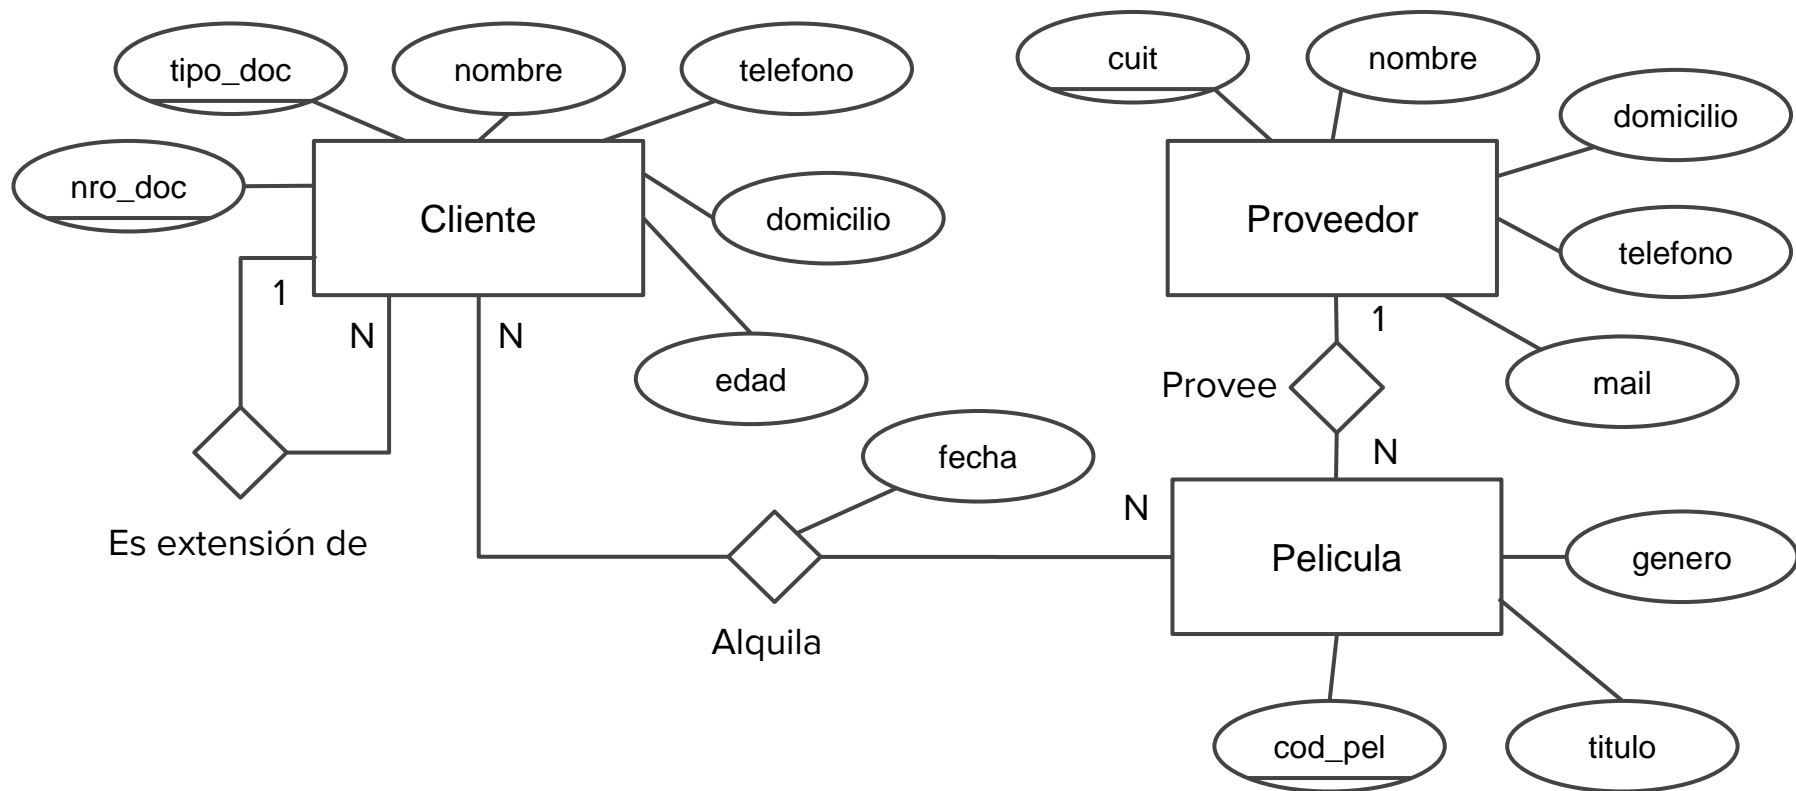 tipo_doc
nombre
telefono
nro_doc
Cliente
domicilio
edad
1
N
N
Es extensión de
Alquila
fecha
N
cuit
nombre
domicilio
Proveedor
telefono
mail
1
Provee
N
Pelicula
genero
cod_pel
titulo